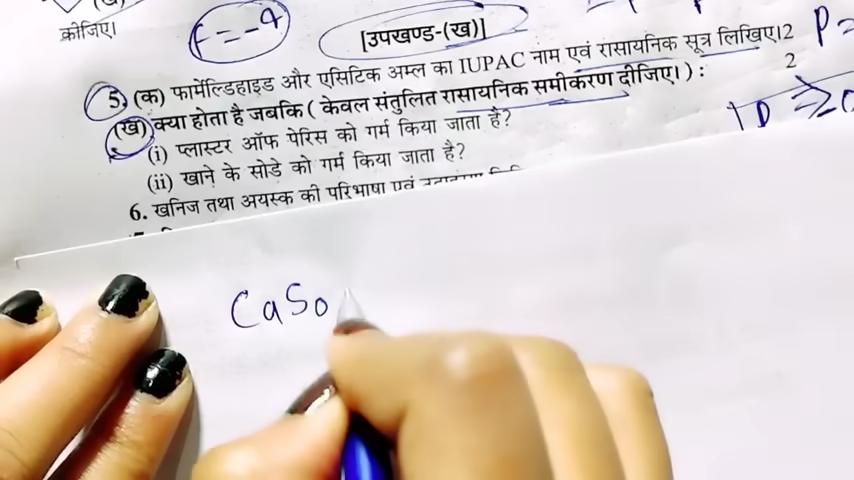 कीजिए।
f = -4
[उपखण्ड-(ख)]
P =
5. (क) फार्मेल्डिहाइड और एसिटिक अम्ल का IUPAC नाम एवं रासायनिक सूत्र लिखिए।2
(ख) क्या होता है जबकि ( केवल संतुलित रासायनिक समीकरण दीजिए। ) : 2
(i) प्लास्टर ऑफ पेरिस को गर्म किया जाता है?
(ii) खाने के सोडे को गर्म किया जाता है?
6. खनिज तथा अयस्क की परिभाषा एवं
CaSo